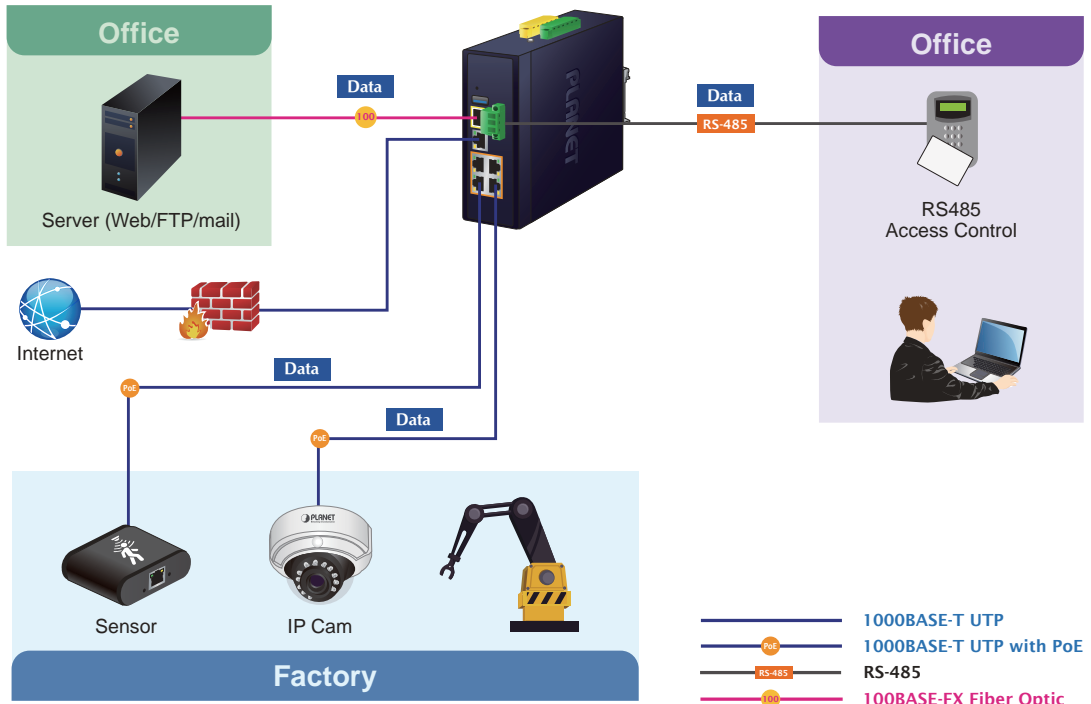 Office
Office
Data
100
Data
RS-485
PLANET
Server (Web/FTP/mail)
RS485
Access Control
Internet
Data
PoE
Data
PoE
PLANET
Sensor
IP Cam
Factory
1000BASE-T UTP
PoE
1000BASE-T UTP with PoE
RS-485
RS-485
100
100BASE-FX Fiber Optic